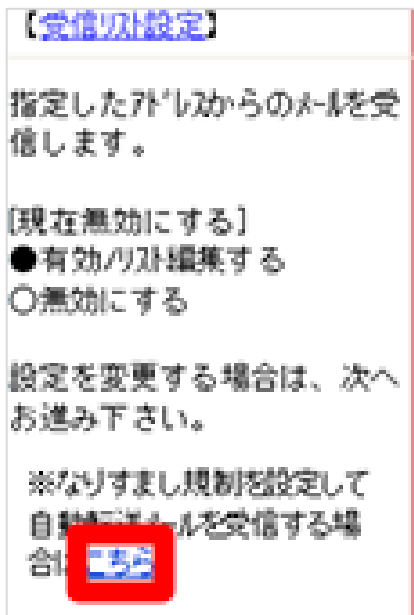 【受信ﾘｽﾄ設定】
指定したｱﾄﾞﾚｽからのﾒｰﾙを受
信します。
[現在無効にする]
●有効/ﾘｽﾄ編集する
○無効にする
設定を変更する場合は、次へ
お進み下さい。
※なりすまし規制を設定して
自動転送ﾒｰﾙを受信する場
合はこちら